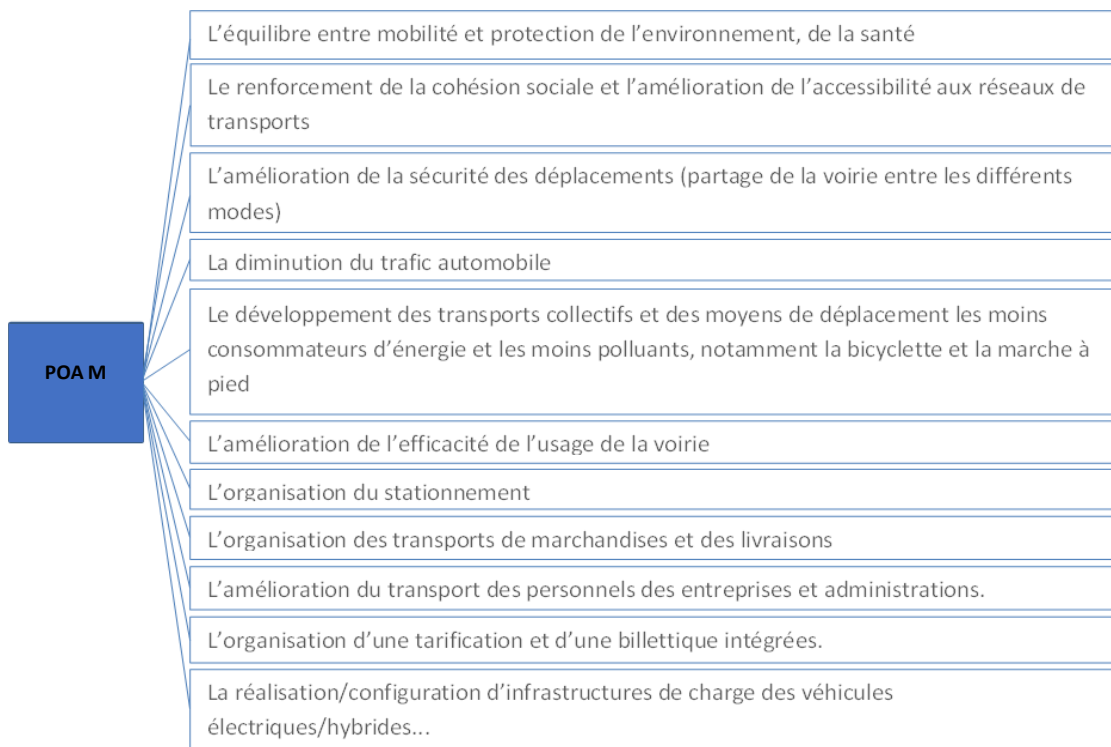 L’équilibre entre mobilité et protection de l’environnement, de la santé
Le renforcement de la cohésion sociale et l’amélioration de l’accessibilité aux réseaux de
transports
L’amélioration de la sécurité des déplacements (partage de la voirie entre les différents
modes)
La diminution du trafic automobile
Le développement des transports collectifs et des moyens de déplacement les moins
consommateurs d’énergie et les moins polluants, notamment la bicyclette et la marche à
pied
POA M
L’amélioration de l’efficacité de l’usage de la voirie
L’organisation du stationnement
L’organisation des transports de marchandises et des livraisons
L’amélioration du transport des personnels des entreprises et administrations.
L’organisation d’une tarification et d’une billettique intégrées.
La réalisation/configuration d’infrastructures de charge des véhicules
électriques/hybrides...